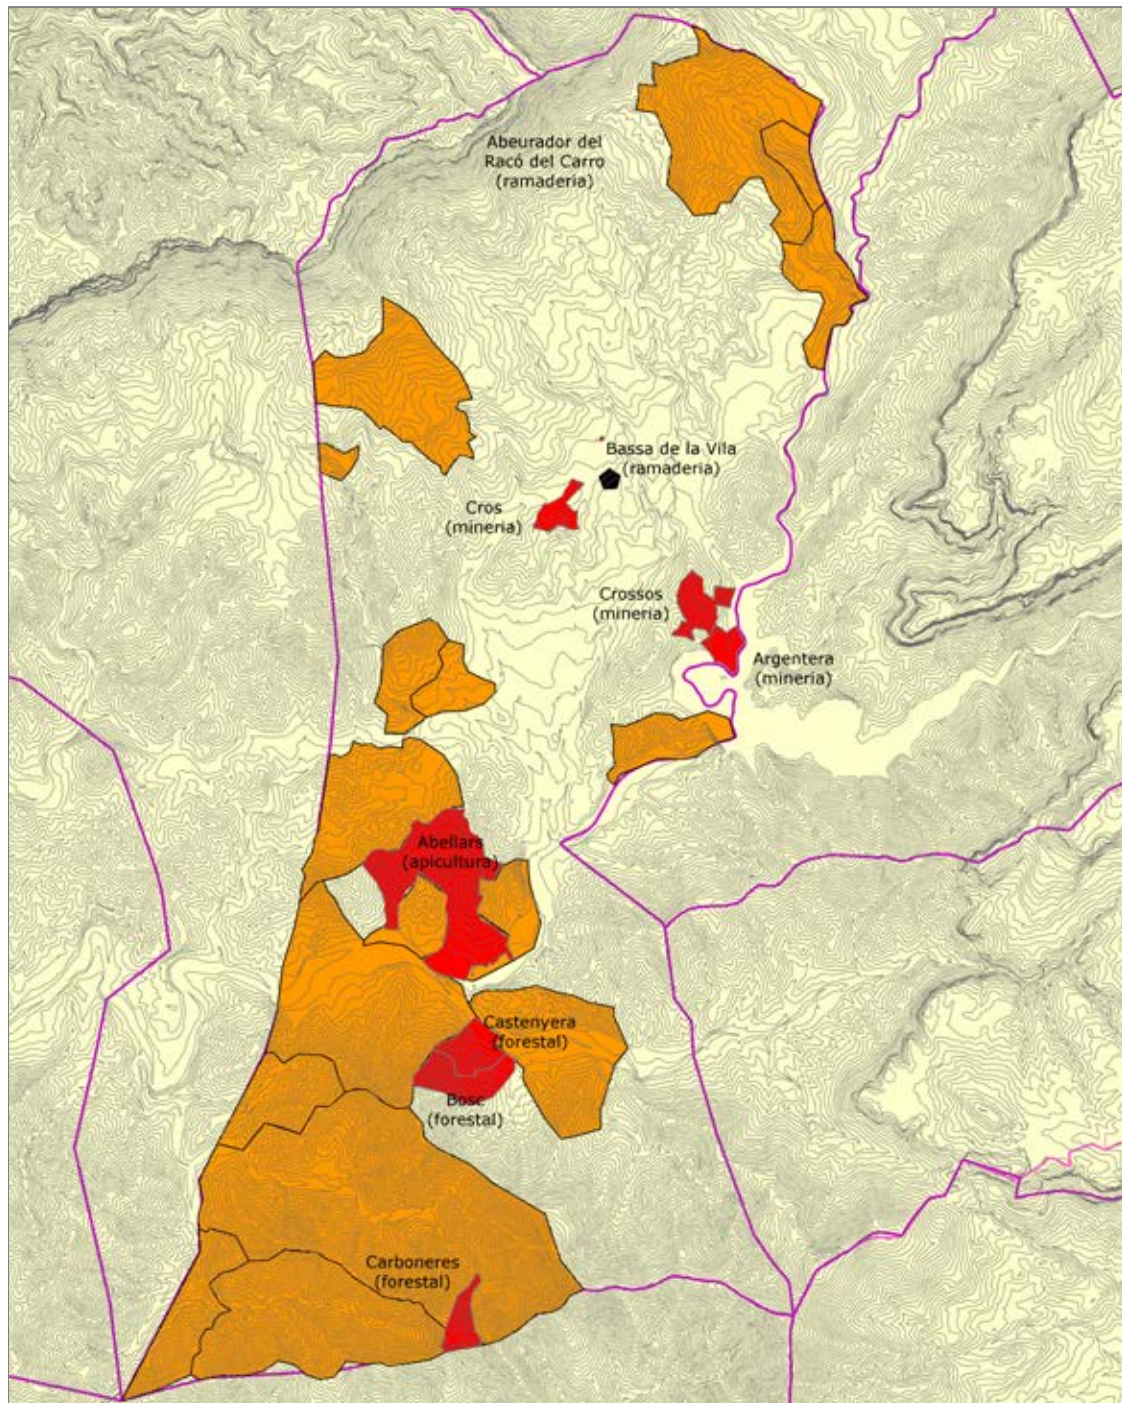 Abeurador del
Racó del Carro
(ramaderia)
Bassa de la Vila
(ramaderia)
Cros
(mineria)
Crossos
(mineria)
Argentera
(mineria)
Abellars
(apicultura)
Castenyera
(forestal)
Bosc
(forestal)
Carboneres
(forestal)